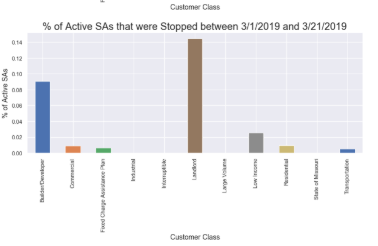 Customer Class
% of Active SAs that were Stopped between 3/1/2019 and 3/21/2019
% of Active SAs
0.14
0.12
0.10
0.08
0.06
0.04
0.02
0.00
Builder/Developer
Commercial
Fixed Charge Assistance Plan
Industrial
Interruptible
Landlord
Large Volume
Low Income
Residential
State of Missouri
Transportation
Customer Class